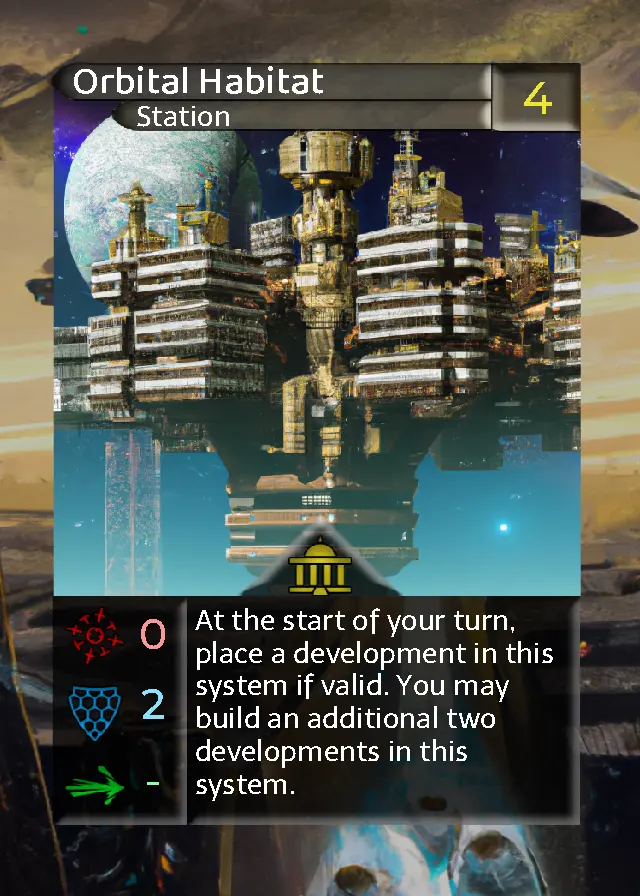 Orbital Habitat
4
Station
0
At the start of your turn,
place a development in this
system if valid. You may
2
build an additional two
developments in this
-
system.